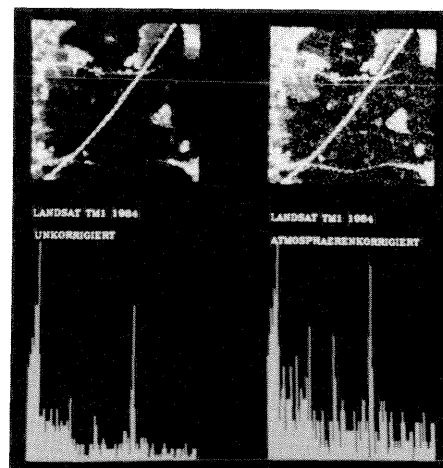 LANDSAT TM1 1984
UNKORRIGIERT
LANDSAT TM1 1984
ATMOSPHAERENKORRIGIERT